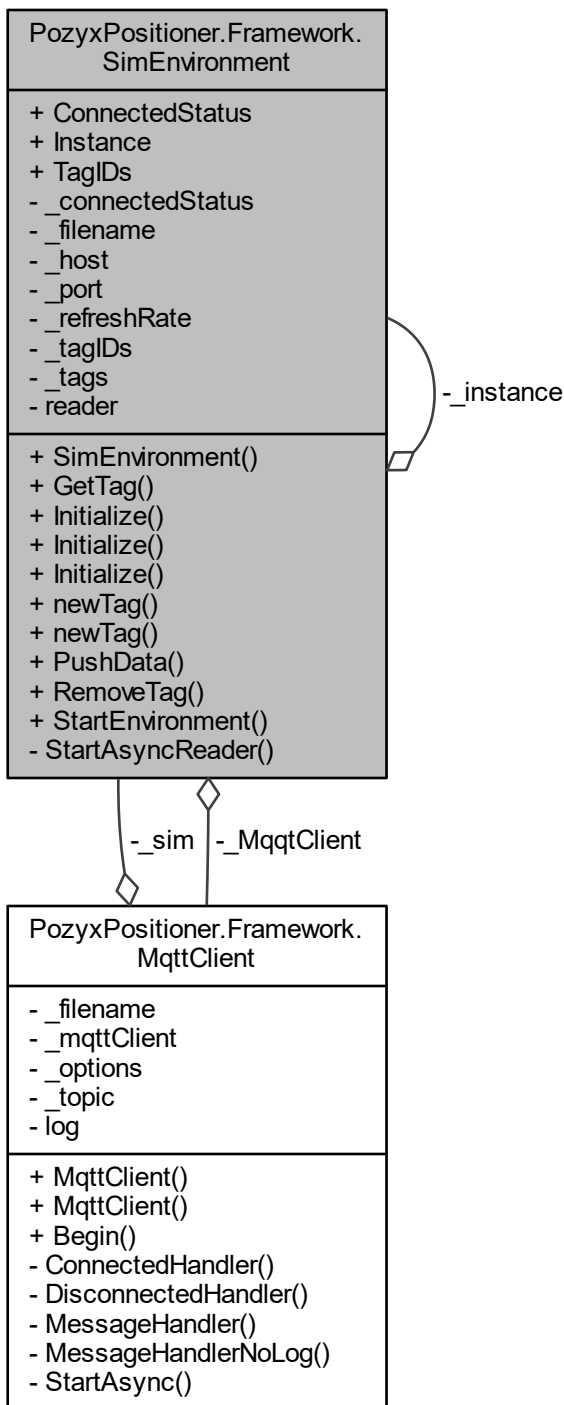 PozyxPositioner.Framework.
SimEnvironment
+ ConnectedStatus
+ Instance
+ TagIDs
- _connectedStatus
- _filename
- _host
- _port
- _refreshRate
- _tagIDs
- _tags
- reader
+ SimEnvironment()
+ GetTag()
+ Initialize()
+ Initialize()
+ Initialize()
+ newTag()
+ newTag()
+ PushData()
+ RemoveTag()
+ StartEnvironment()
- StartAsyncReader()
-_instance
-_sim
-_MqqtClient
PozyxPositioner.Framework.
MqttClient
- _filename
- _mqttClient
- _options
- _topic
- log
+ MqttClient()
+ MqttClient()
+ Begin()
- ConnectedHandler()
- DisconnectedHandler()
- MessageHandler()
- MessageHandlerNoLog()
- StartAsync()